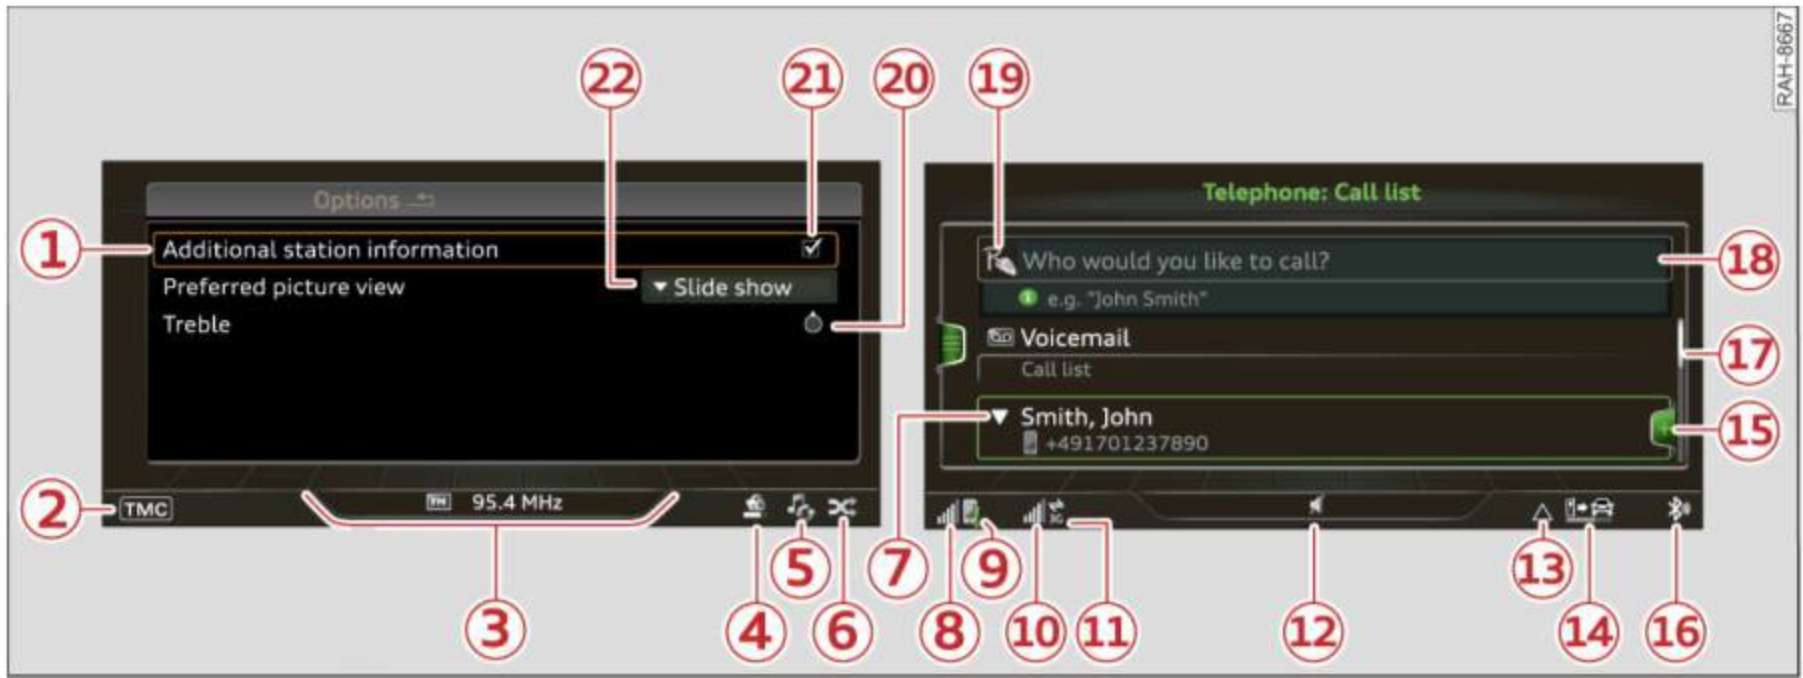 RAH-8667
22
21
20
19
Options
Telephone: Call list
1
Additional station information
Who would you like to call?
18
Preferred picture view
Slide show
e.g. "John Smith"
Treble
Voicemail
17
Call list
Smith, John
15
+491701237890
2
TMC
95.4 MHz
3G
5
7
9
13
3
4
6
8
10
11
12
14
16